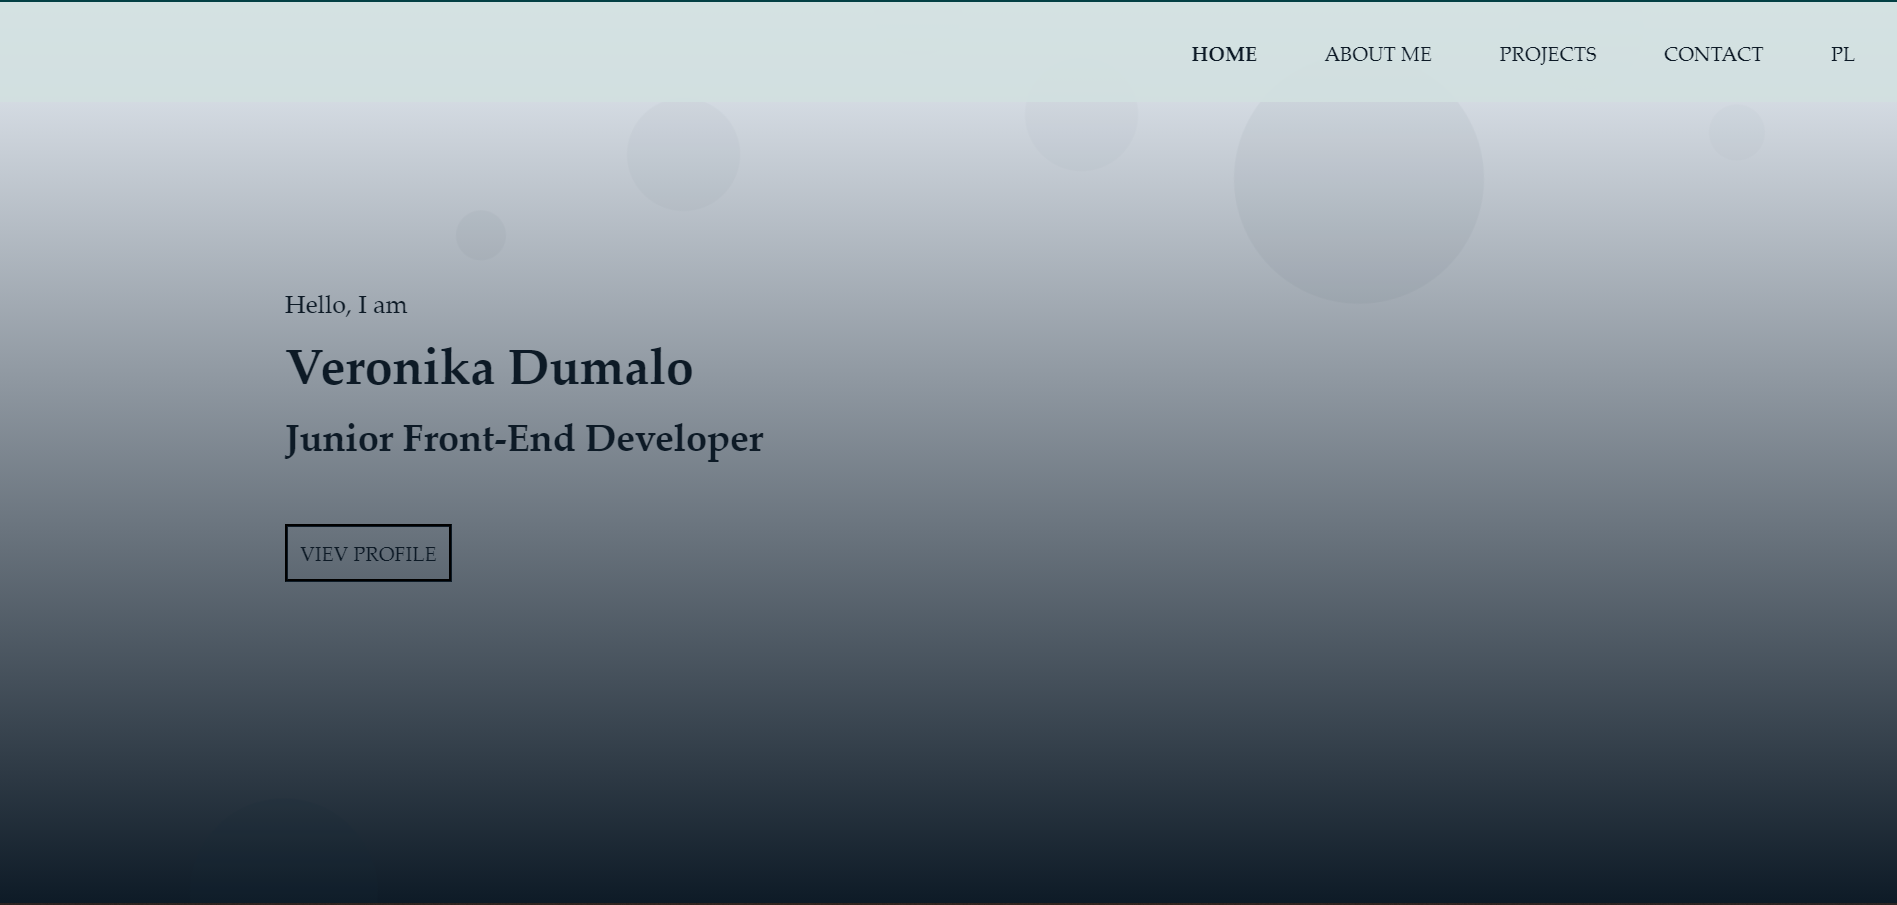 HOME ABOUT ME PROJECTS CONTACT PL
Hello, I am
Veronika Dumalo
Junior Front-End Developer
VIEV PROFILE